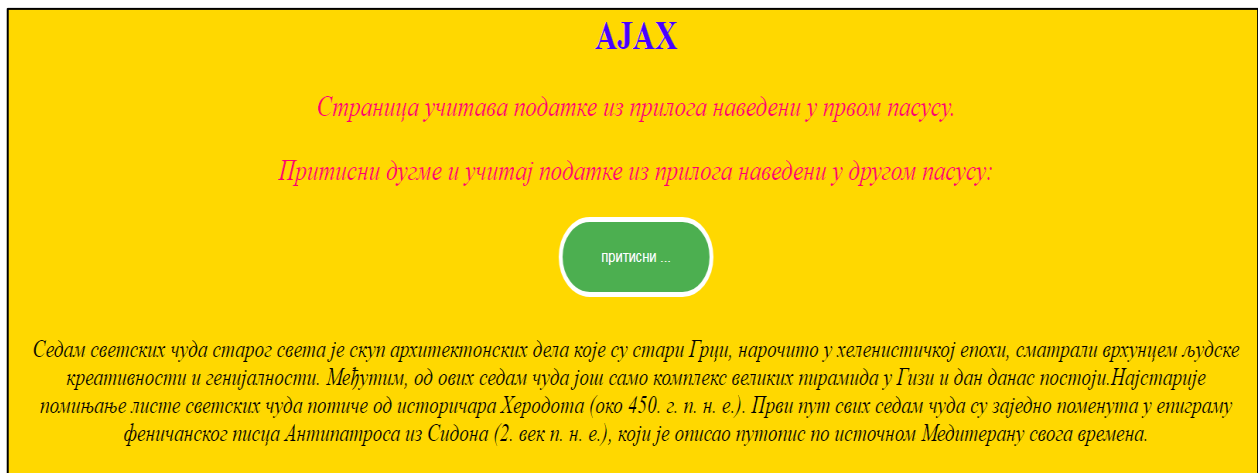 AJAX
Страница учитава податке из прилога наведени у првом пасусу.
Притисни дугме и учитај податке из прилога наведени у другом пасусу:
притисни ...
Седам светских чуда старог света је скуп архитектонских дела које су стари Грци, нарочито у хеленистичкој епохи, сматрали врхунцем људске
креативности и генијалности. Међутим, од ових седам чуда још само комплекс великих пирамида у Гизи и дан данас постоји.Најстарије
помињање листе светских чуда потиче од историчара Херодота (око 450. г. п. н. е.). Први пут свих седам чуда су заједно поменута у епиграму
феничанског писца Антипатроса из Сидона (2. век п. н. е.), који је описао путопис по источном Медитерану свога времена.